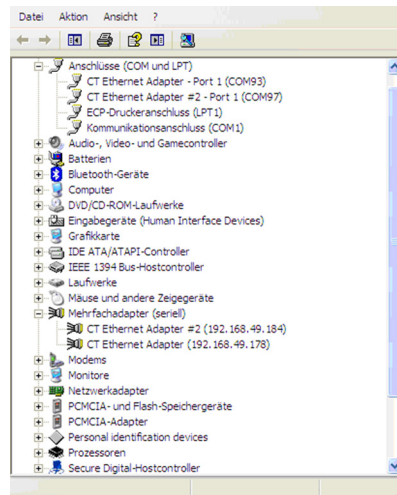 Datei Aktion Ansicht ?
Anschlüsse (COM und LPT)
CT Ethernet Adapter - Port 1 (COM93)
CT Ethernet Adapter #2 - Port 1 (COM97)
ECP-Druckeranschluss (LPT1)
Kommunikationsanschluss (COM1)
Audio-, Video- und Gamecontroller
Batterien
Bluetooth-Geräte
Computer
DVD/CD-ROM-Laufwerke
Eingabegeräte (Human Interface Devices)
Grafikkarte
IDE ATA/ATAPI-Controller
IEEE 1394 Bus-Hostcontroller
Laufwerke
Mäuse und andere Zeigegeräte
Mehrfachadapter (seriell)
CT Ethernet Adapter #2 (192.168.49.184)
CT Ethernet Adapter (192.168.49.178)
Modems
Monitore
Netzwerkadapter
PCMCIA- und Flash-Speichergeräte
PCMCIA-Adapter
Personal identification devices
Prozessoren
Secure Digital-Hostcontroller